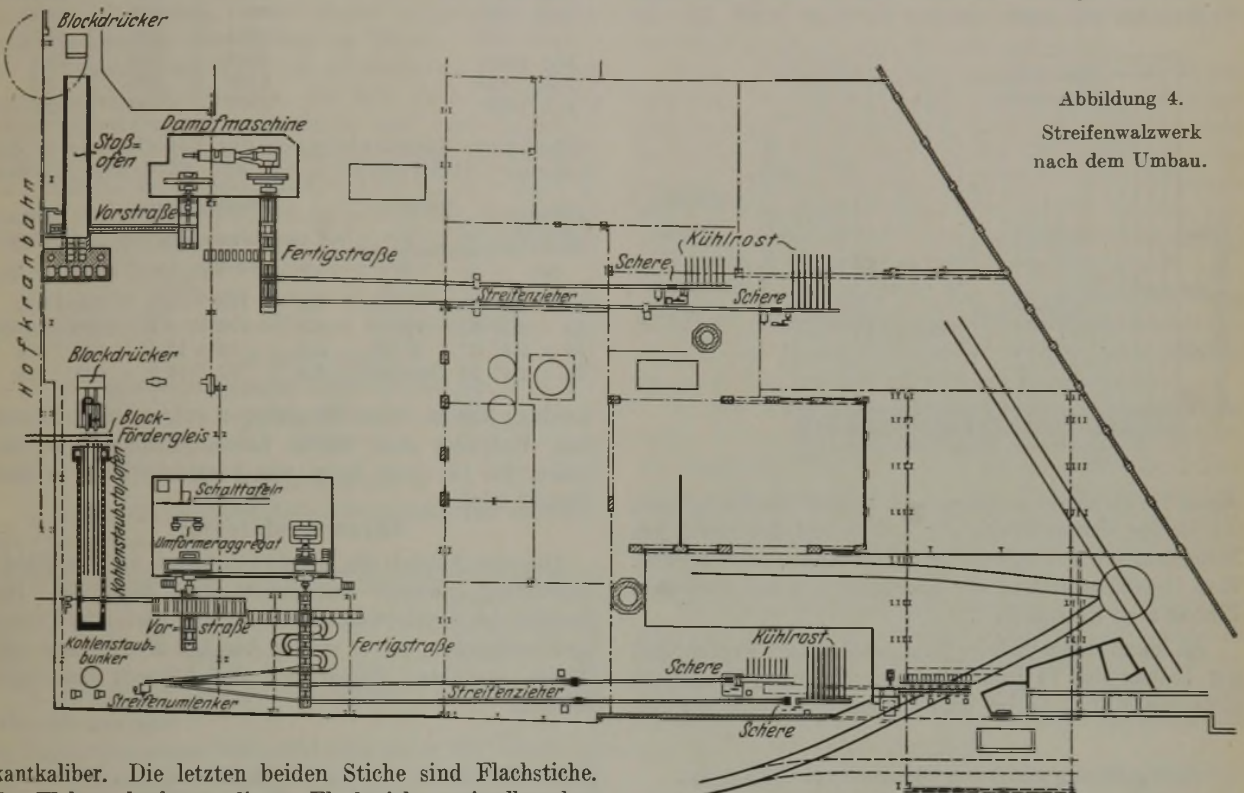 Blockdrücker
Abbildung 4.
Streifenwalzwerk
nach dem Umbau.
Dampfmaschine
Stoß=
ofen
Hofkranbahn
Vorstraße
Fertigstraße
Kühlrost
Schere
Streifenzieher
Schere
Blockdrücker
Block-
Fördergleis
Kohlenstaubstoßofen
Schalttafeln
Umformeraggregat
Vor=straße
Kohlenstaub=
bunker
Fertigstraße
Kühlrost
Schere
Streifenzieher
Streifenumlenker
Schere
kantkaliber. Die letzten beiden Stiche sind Flachstiche.